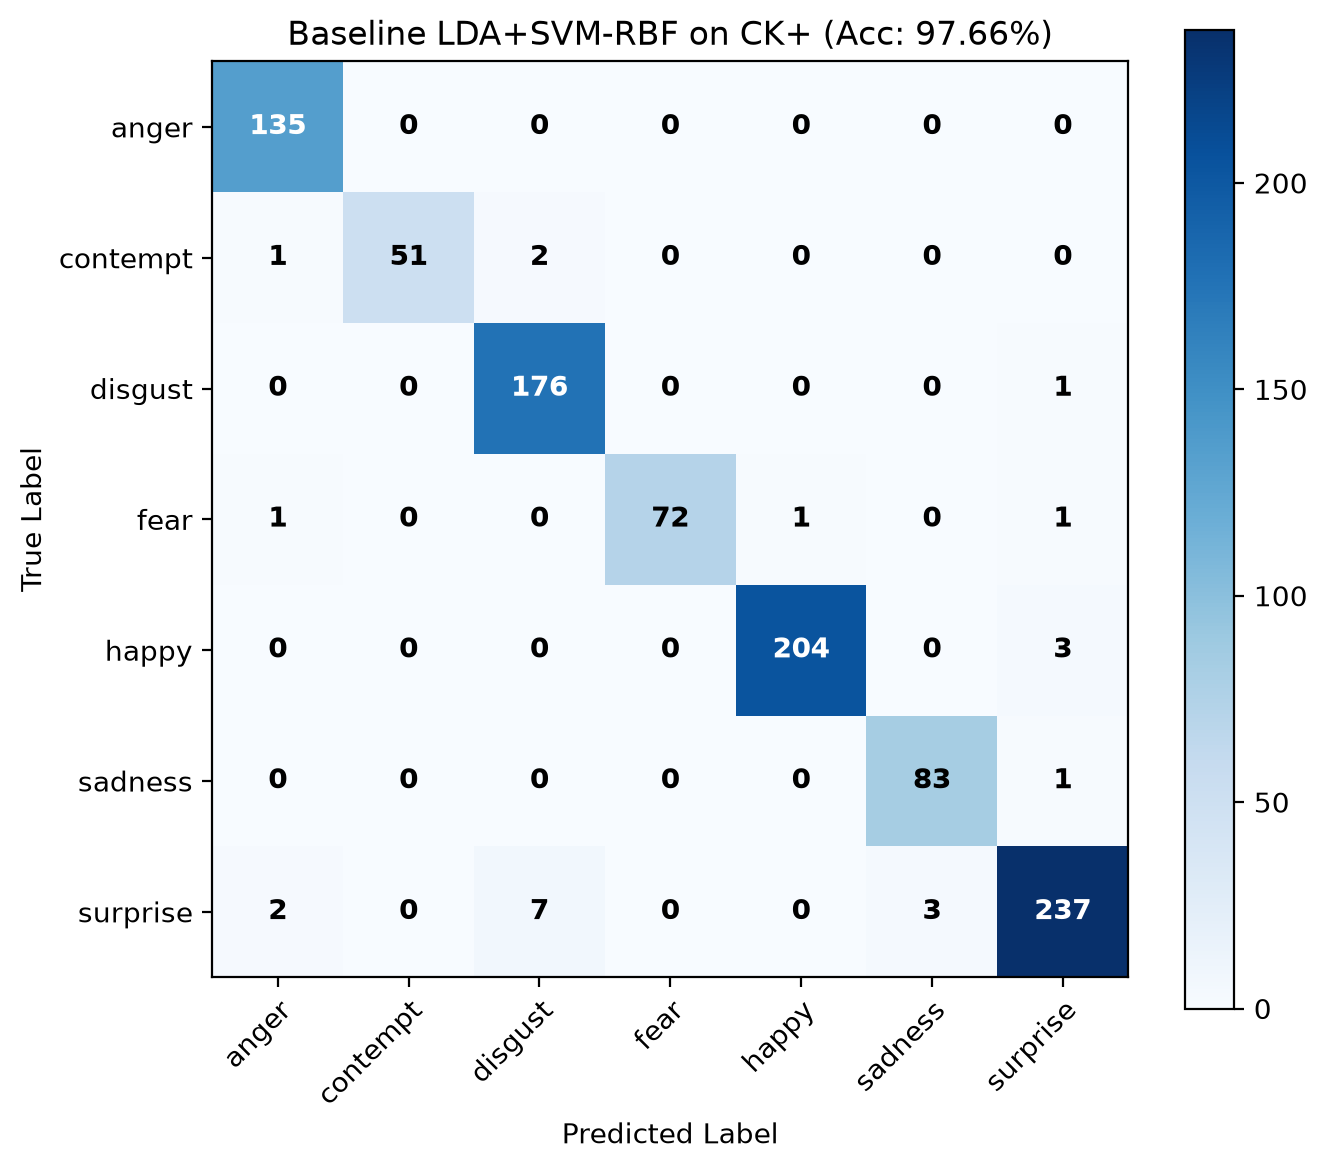 Baseline LDA+SVM-RBF on CK+ (Acc: 97.66%)
anger 135 0 0 0 0 0 0
contempt 1 51 2 0 0 0 0
disgust 0 0 176 0 0 0 1
fear 1 0 0 72 1 0 1
happy 0 0 0 0 204 0 3
sadness 0 0 0 0 0 83 1
surprise 2 0 7 0 0 3 237
anger contempt disgust fear happy sadness surprise
True Label
Predicted Label
200
150
100
50
0